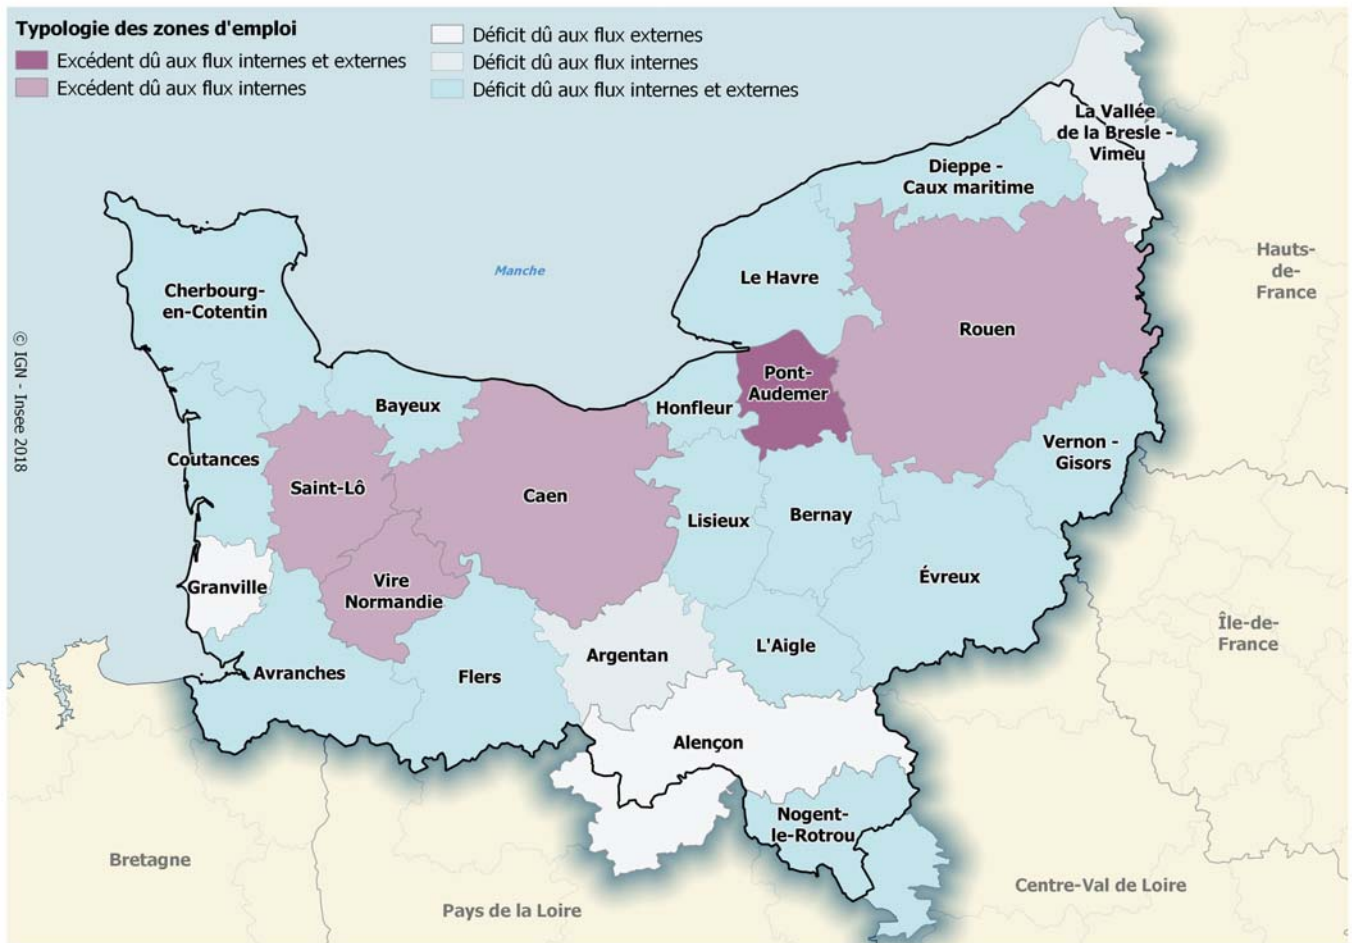 Typologie des zones d'emploi
Excédent dû aux flux internes et externes
Excédent dû aux flux internes
Déficit dû aux flux externes
Déficit dû aux flux internes
Déficit dû aux flux internes et externes
La Vallée
de la Bresle -
Vimeu
Dieppe -
Caux maritime
Hauts-
de-
France
Manche
Le Havre
Cherbourg-
en-Cotentin
Rouen
© IGN - Insee 2018
Pont-
Audemer
Bayeux
Honfleur
Vernon -
Gisors
Coutances
Saint-Lô
Caen
Lisieux
Bernay
Granville
Vire
Normandie
Évreux
Île-de-
France
Avranches
Flers
Argentan
L'Aigle
Alençon
Nogent-
le-Rotrou
Bretagne
Pays de la Loire
Centre-Val de Loire